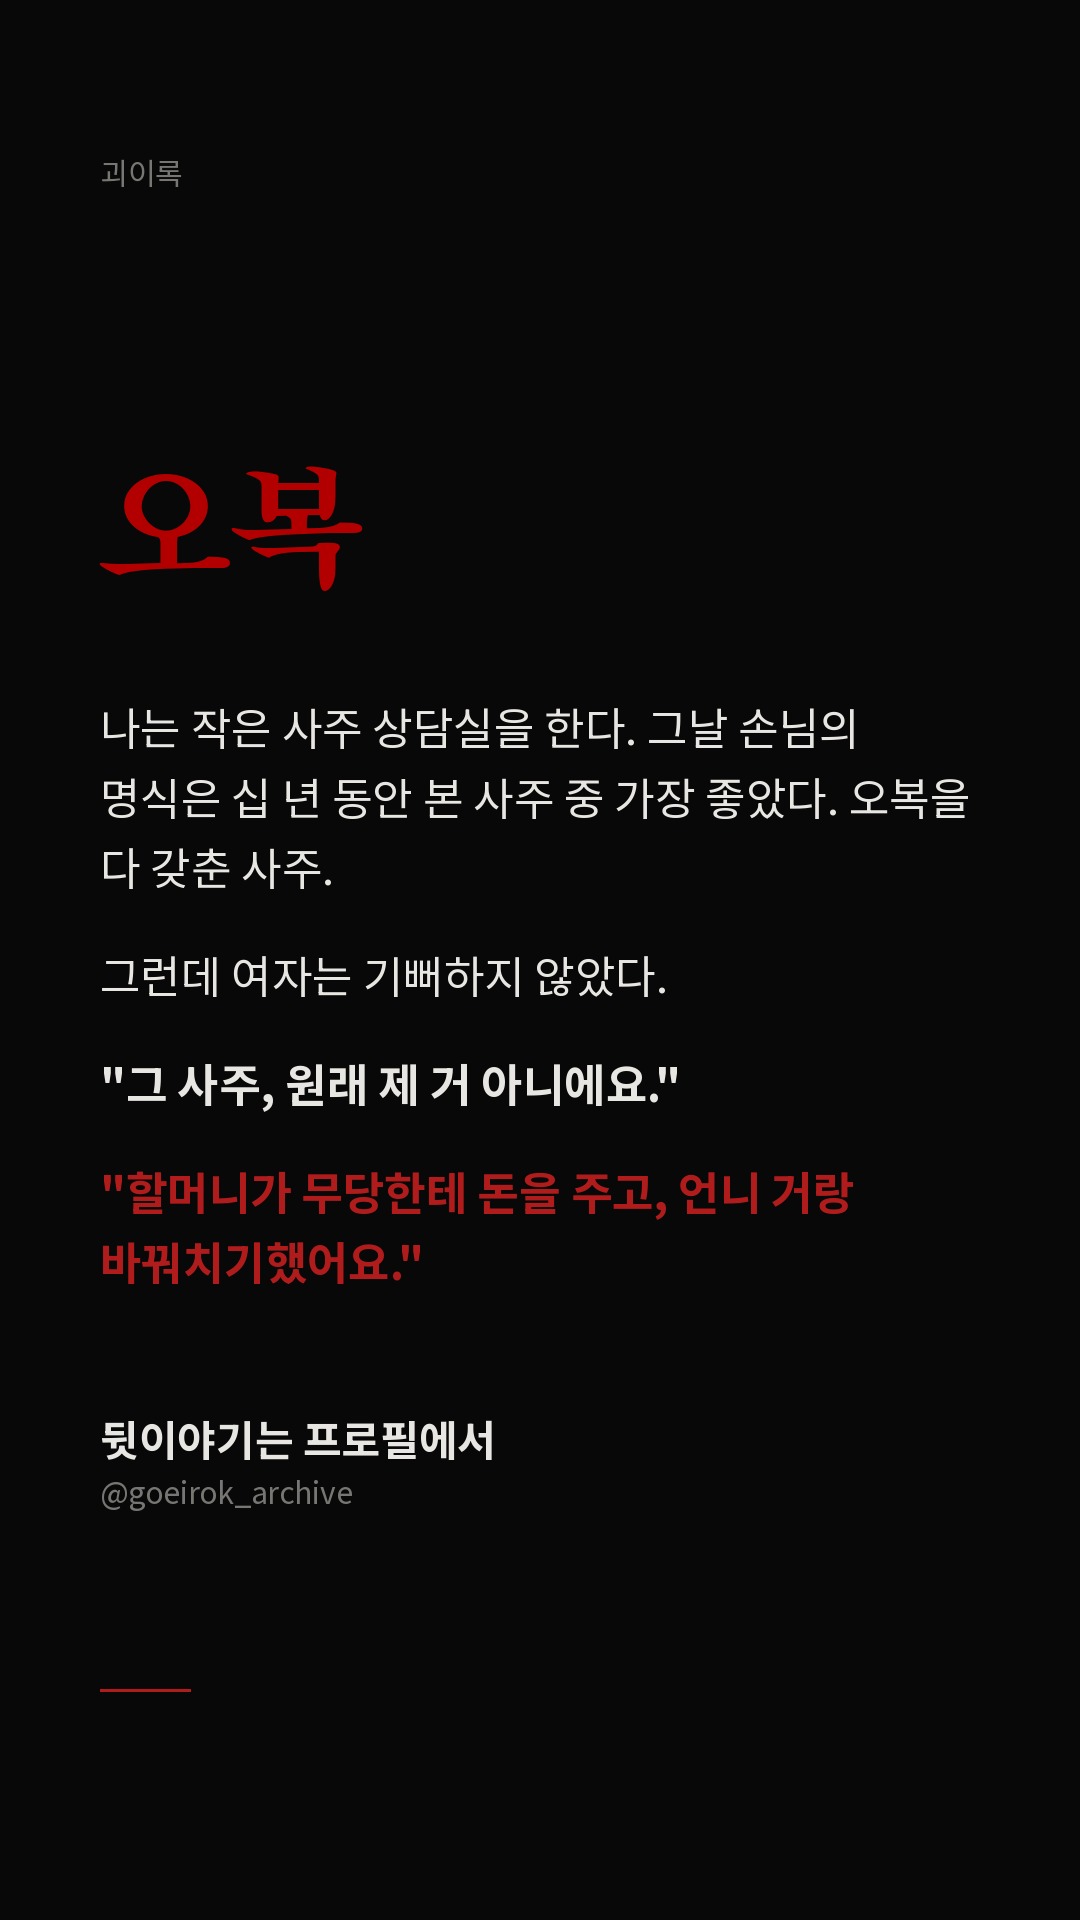 괴이록
오복
나는 작은 사주 상담실을 한다. 그날 손님의
명식은 십 년 동안 본 사주 중 가장 좋았다. 오복을
다 갖춘 사주.
그런데 여자는 기뻐하지 않았다.
"그 사주, 원래 제 거 아니에요."
"할머니가 무당한테 돈을 주고, 언니 거랑
바꿔치기했어요."
뒷이야기는 프로필에서
@goeirok_archive